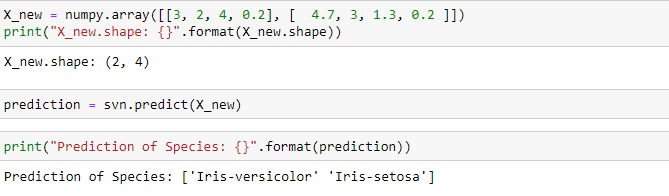 X_new = numpy.array([[3, 2, 4, 0.2], [  4.7, 3, 1.3, 0.2 ]])
print("X_new.shape: {}".format(X_new.shape))
X_new.shape: (2, 4)
prediction = svn.predict(X_new)
print("Prediction of Species: {}".format(prediction))
Prediction of Species: ['Iris-versicolor' 'Iris-setosa']